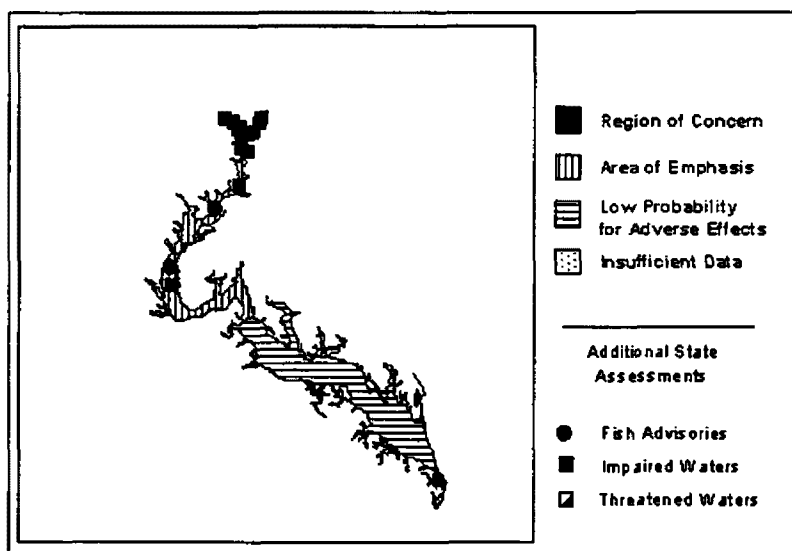 Region of Concern
Area of Emphasis
Low Probability
for Adverse Effects
Insufficient Data
Additional State
Assessments
Fish Advisories
Impaired Waters
Threatened Waters